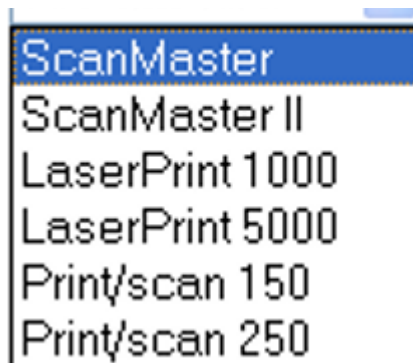 ScanMaster
ScanMaster II
LaserPrint 1000
LaserPrint 5000
Print/scan 150
Print/scan 250